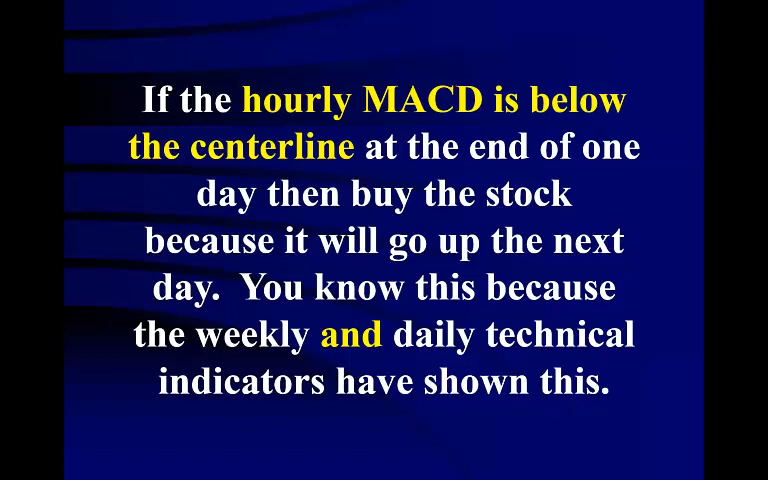 If the hourly MACD is below
the centerline at the end of one
day then buy the stock
because it will go up the next
day.  You know this because
the weekly and daily technical
indicators have shown this.